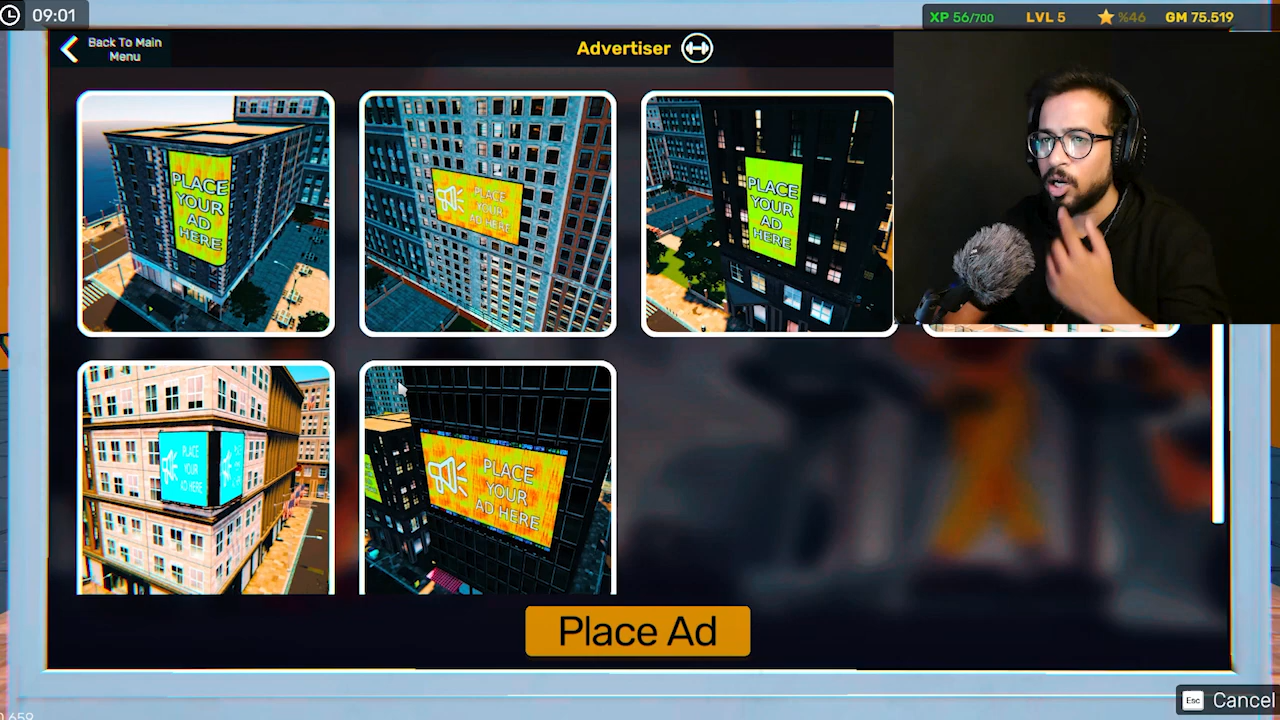 09:01
XP 56/700 LVL 5 %46 GM 75.519
Back To Main
Menu
Advertiser
PLACE
YOUR
AD
HERE
PLACE
YOUR
AD HERE
PLACE
YOUR
AD
HERE
PLACE
YOUR
AD HERE
PLACE
YOUR
AD HERE
Place Ad
Esc Cancel